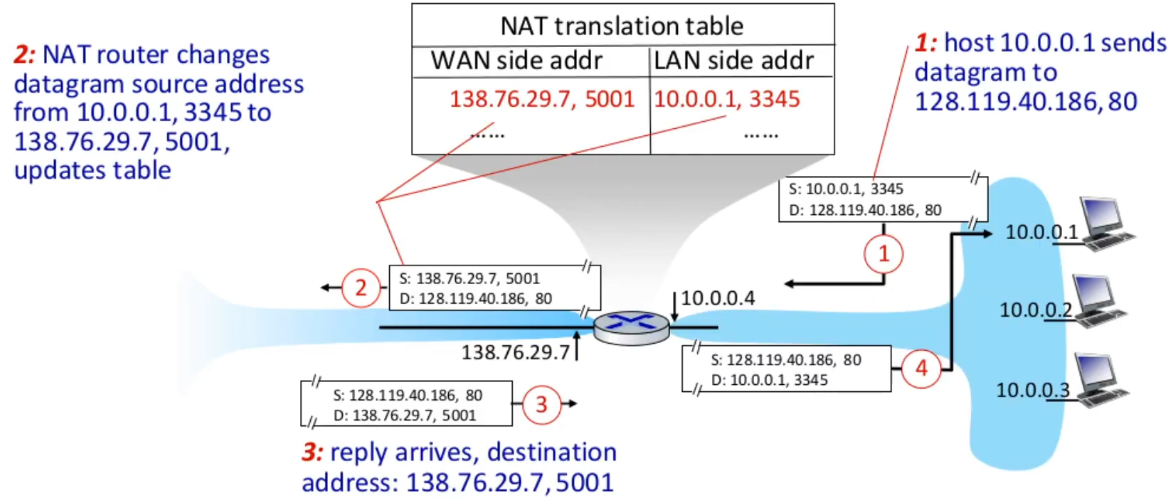 NAT translation table
WAN side addr LAN side addr
138.76.29.7, 5001 10.0.0.1, 3345
...... ......
2: NAT router changes
datagram source address
from 10.0.0.1, 3345 to
138.76.29.7, 5001,
updates table
1: host 10.0.0.1 sends
datagram to
128.119.40.186, 80
S: 10.0.0.1, 3345
D: 128.119.40.186, 80
1
10.0.0.1
2
S: 138.76.29.7, 5001
D: 128.119.40.186, 80
10.0.0.4
10.0.0.2
138.76.29.7
S: 128.119.40.186, 80
D: 10.0.0.1, 3345
4
10.0.0.3
S: 128.119.40.186, 80
D: 138.76.29.7, 5001
3
3: reply arrives, destination
address: 138.76.29.7, 5001